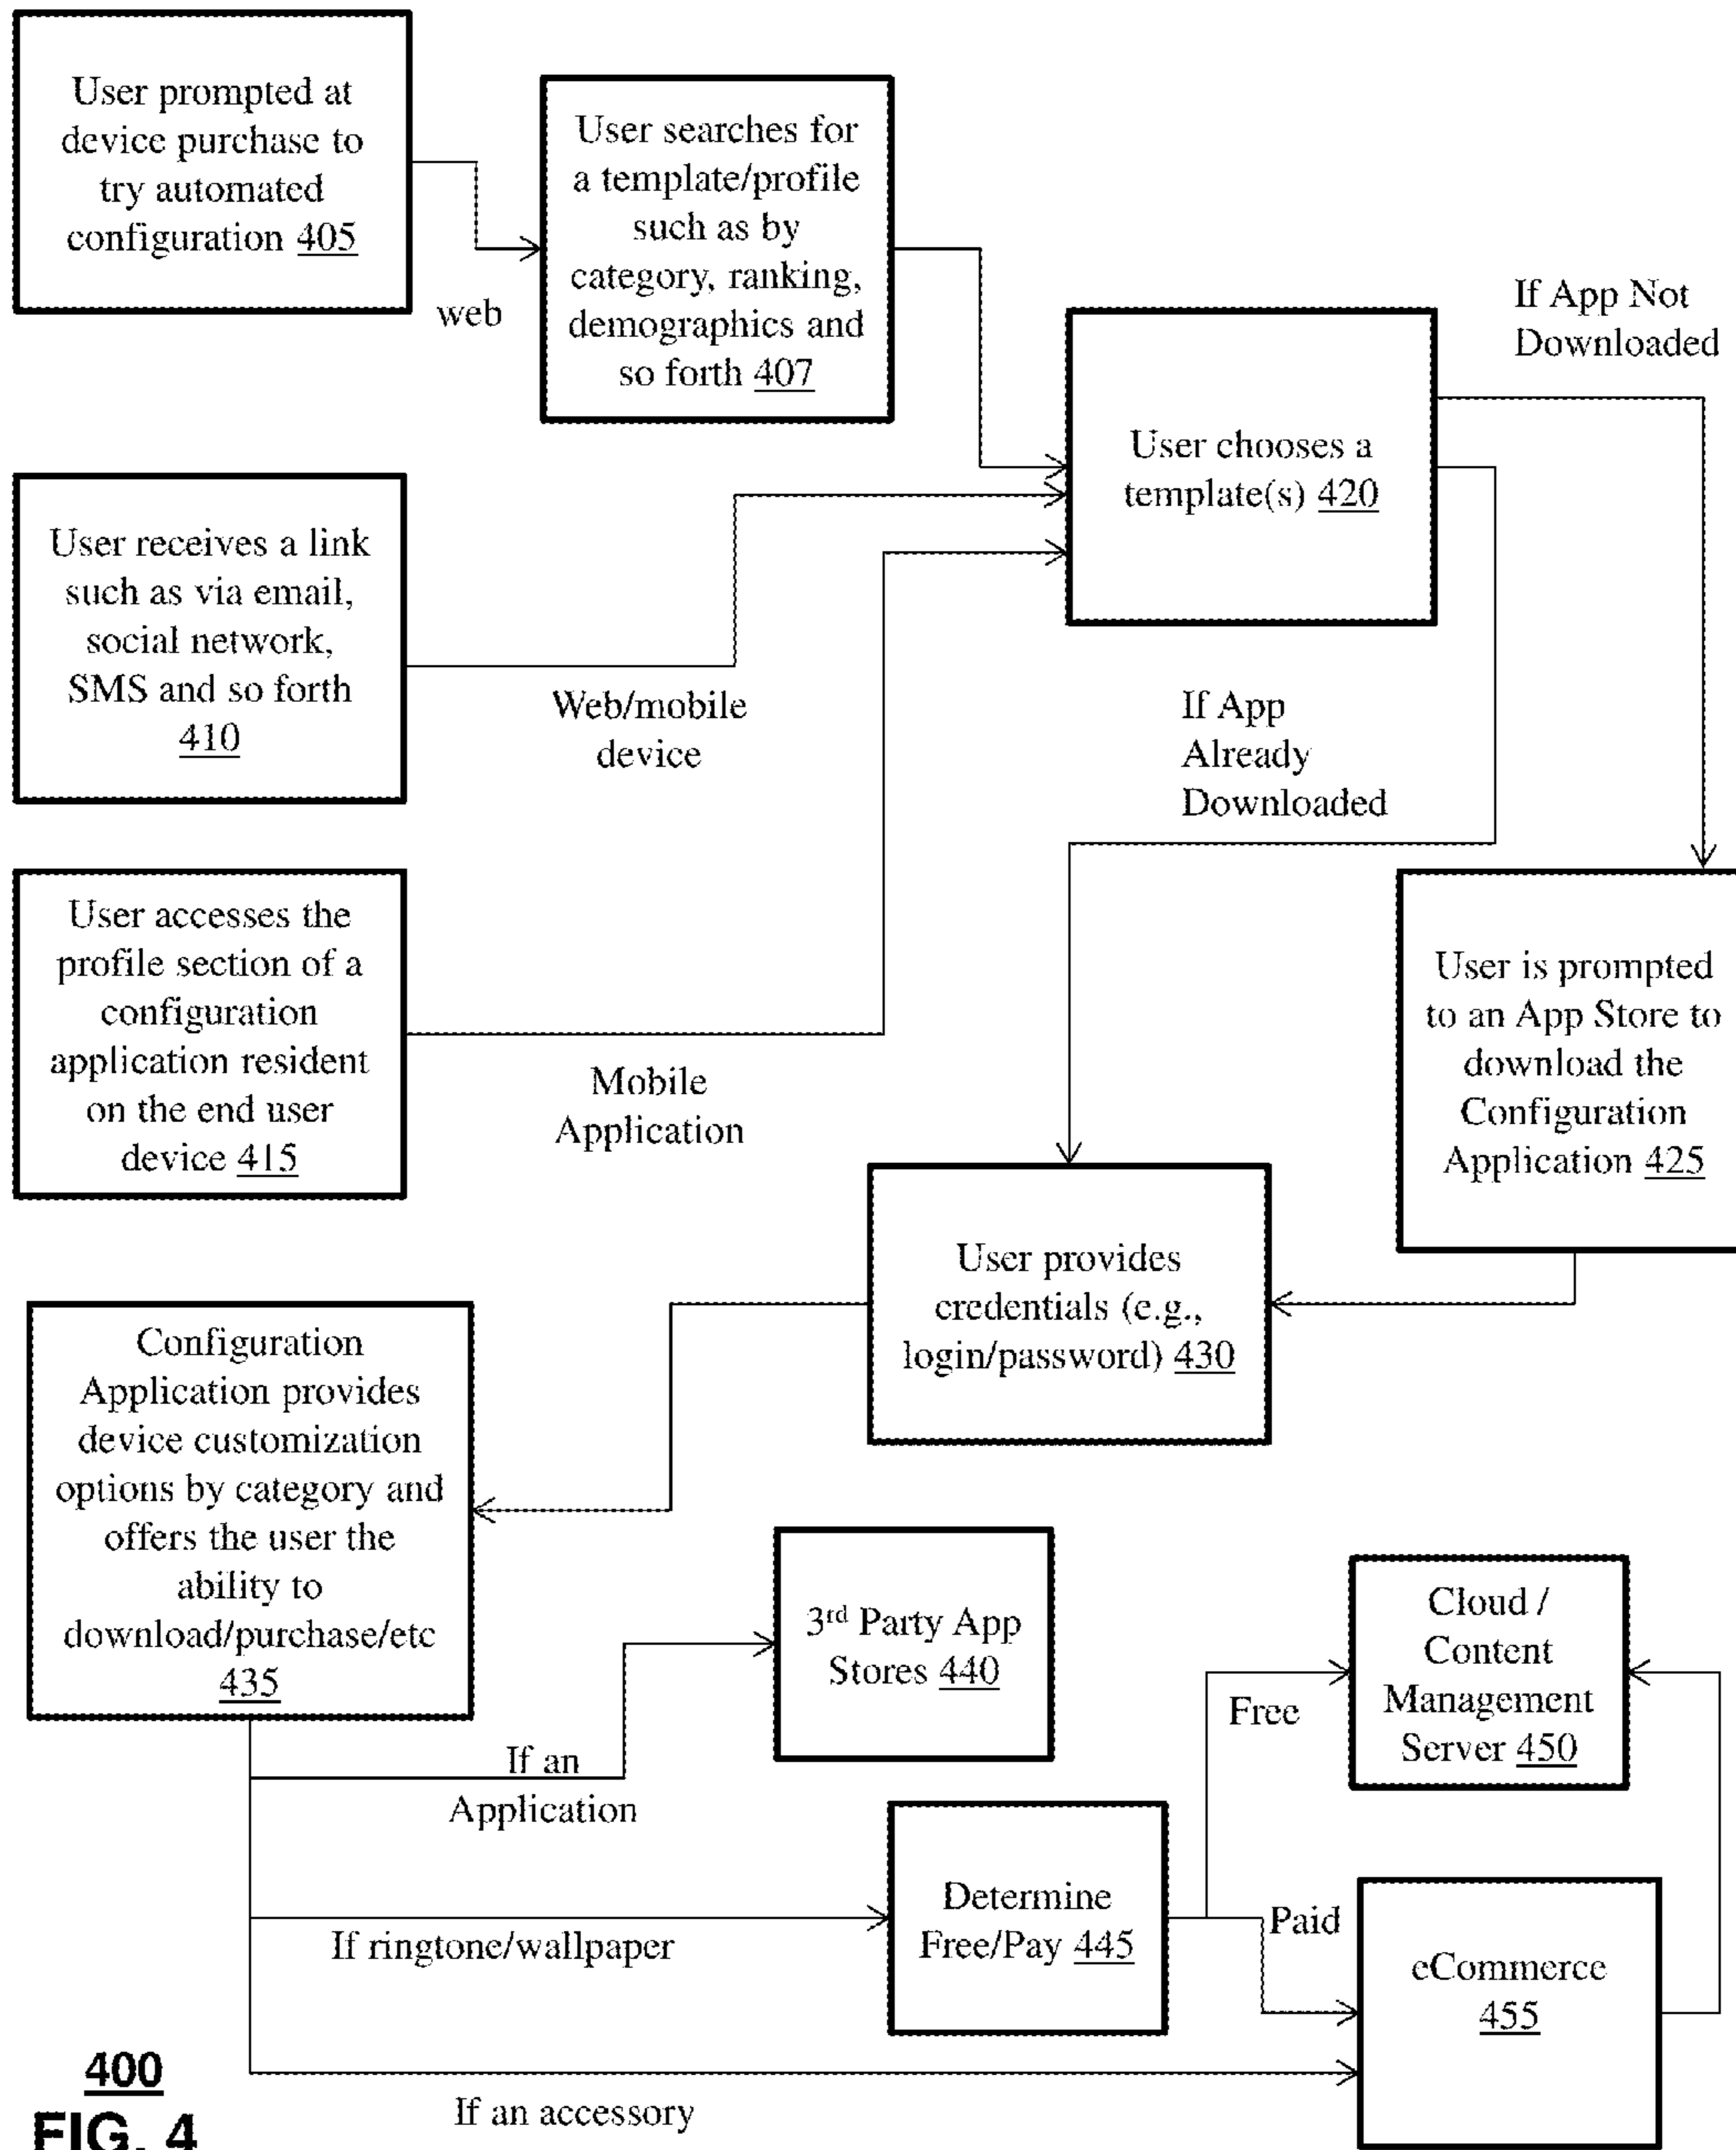 User prompted at
device purchase to
try automated
configuration 405
web
User searches for
a template/profile
such as by
category, ranking,
demographics and
so forth 407
If App Not
Downloaded
User chooses a
template(s) 420
User receives a link
such as via email,
social network,
SMS and so forth
410
Web/mobile
device
If App
Already
Downloaded
User accesses the
profile section of a
configuration
application resident
on the end user
device 415
Mobile
Application
User is prompted
to an App Store to
download the
Configuration
Application 425
User provides
credentials (e.g.,
login/password) 430
Configuration
Application provides
device customization
options by category and
offers the user the
ability to
download/purchase/etc
435
3rd Party App
Stores 440
Cloud /
Content
Management
Server 450
Free
If an
Application
Determine
Free/Pay 445
Paid
If ringtone/wallpaper
eCommerce
455
If an accessory
400
FIG. 4